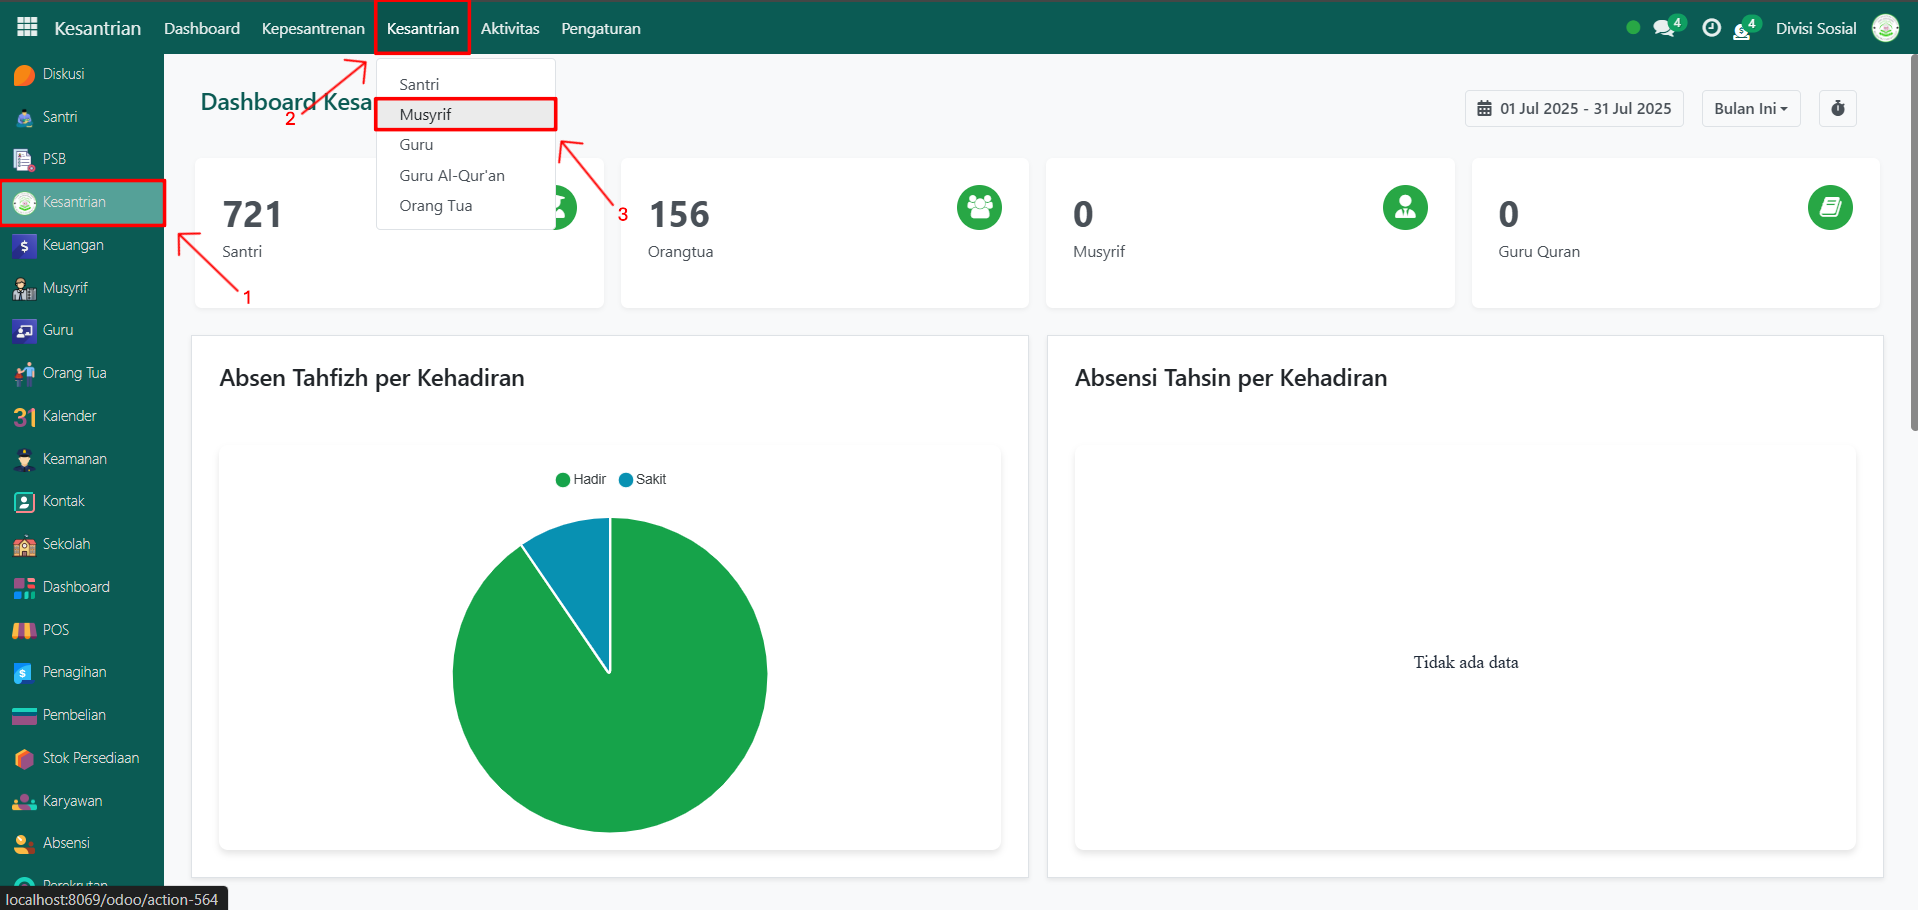 Kesantrian Dashboard Kepesantrenan Kesantrian Aktivitas Pengaturan 4 4 Divisi Sosial
Diskusi
Santri
PSB
Kesantrian
Keuangan
Musyrif
Guru
Orang Tua
31 Kalender
Keamanan
Kontak
Sekolah
Dashboard
POS
Penagihan
Pembelian
Stok Persediaan
Karyawan
Absensi
Perekrutan
localhost:8069/odoo/action-564
1
2
3
Santri
Musyrif
Guru
Guru Al-Qur'an
Orang Tua
Dashboard Kesa
01 Jul 2025 - 31 Jul 2025 Bulan Ini
721
Santri
156
Orangtua
0
Musyrif
0
Guru Quran
Absen Tahfizh per Kehadiran
Hadir Sakit
Absensi Tahsin per Kehadiran
Tidak ada data